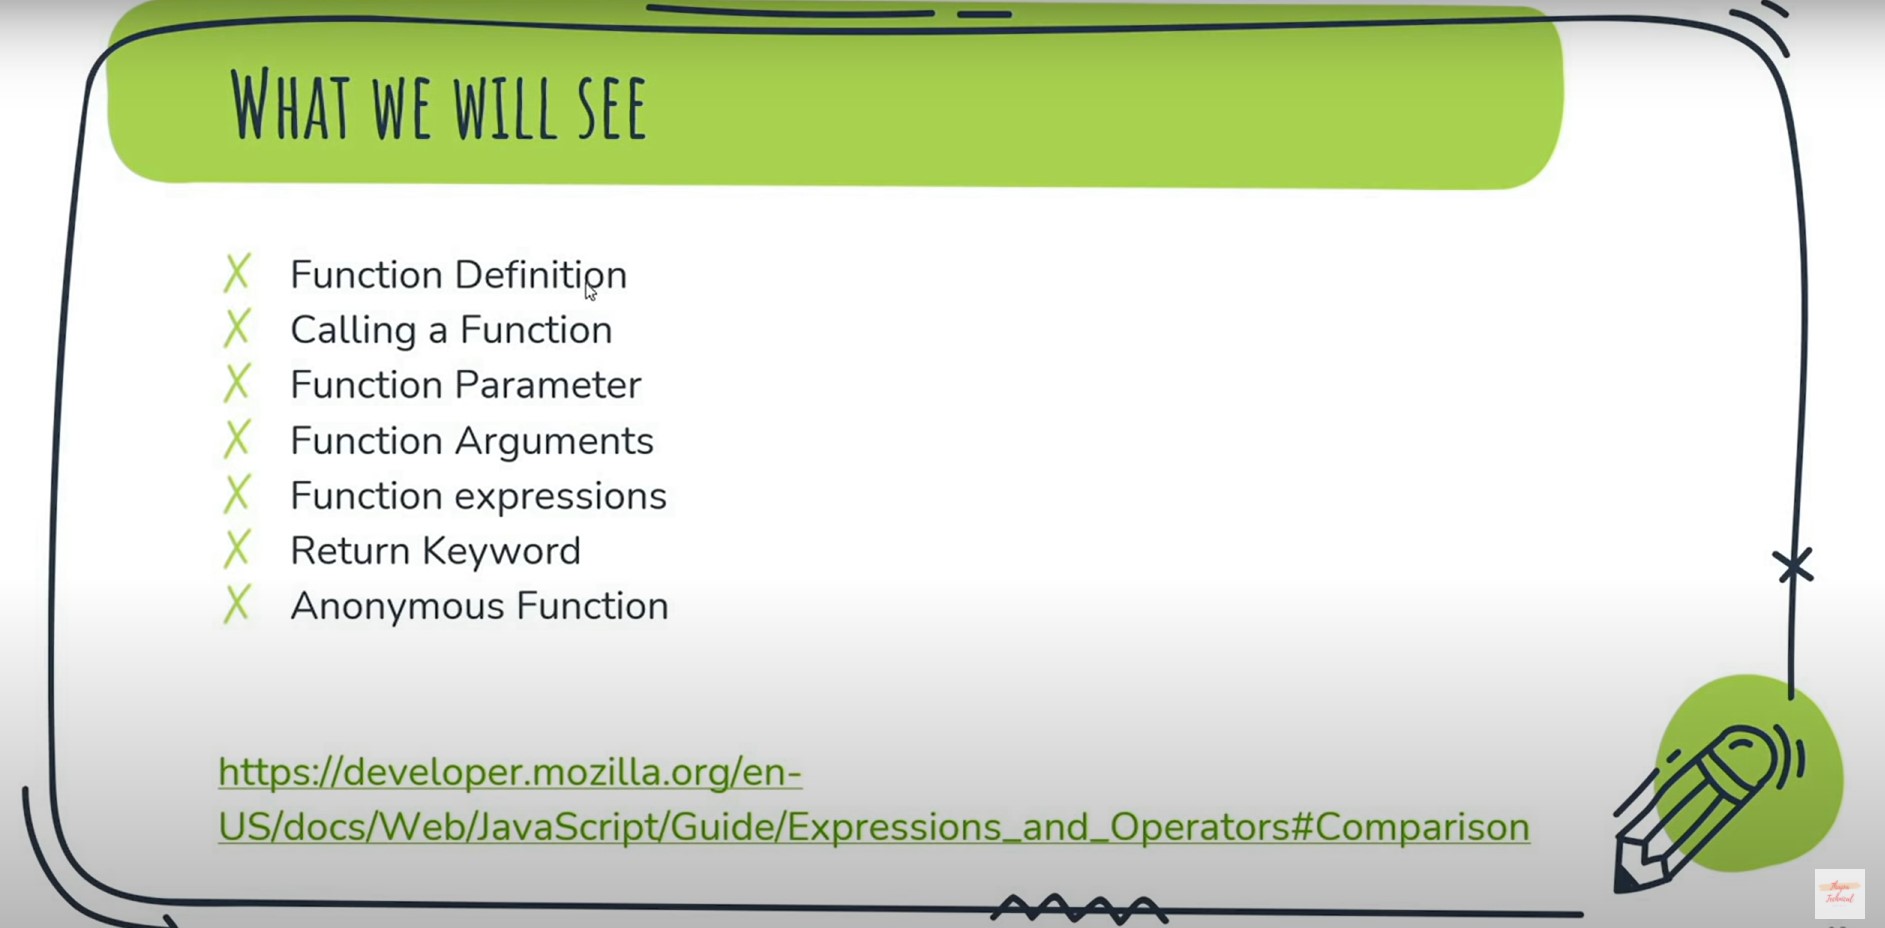 WHAT WE WILL SEE
X Function Definition
X Calling a Function
X Function Parameter
X Function Arguments
X Function expressions
X Return Keyword
X Anonymous Function
https://developer.mozilla.org/en-
US/docs/Web/JavaScript/Guide/Expressions_and_Operators#Comparison
Technical